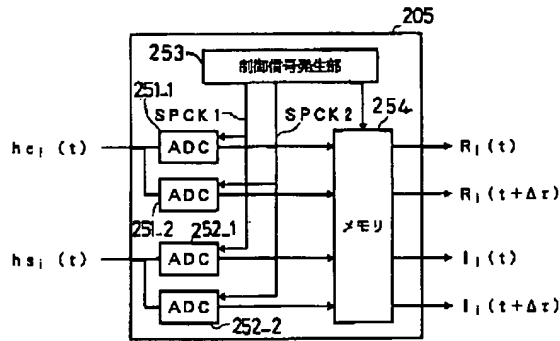 205
253
制御信号発生部
251_1
SPCK1
SPCK2
254
hc_i (t)
ADC
R_i (t)
ADC
R_i (t+Δτ)
251_2
252_1
メモリ
hs_i (t)
ADC
I_i (t)
ADC
I_i (t+Δτ)
252_2